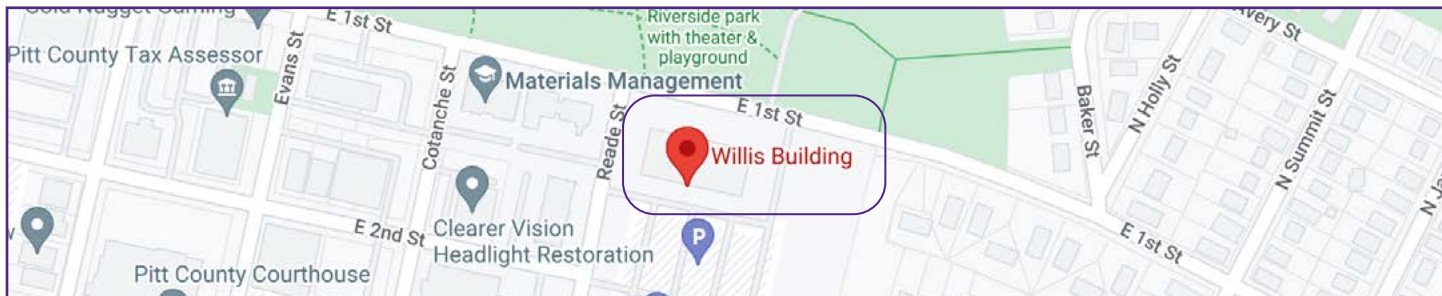 Gold Nugget Gaming
E 1st St
Riverside park
with theater &
playground
Avery St
Pitt County Tax Assessor
Evans St
Cotanche St
Materials Management
Reade St
E 1st St
Baker St
N Holly St
N Summit St
Willis Building
Clearer Vision
Headlight Restoration
E 2nd St
P
E 1st St
Pitt County Courthouse